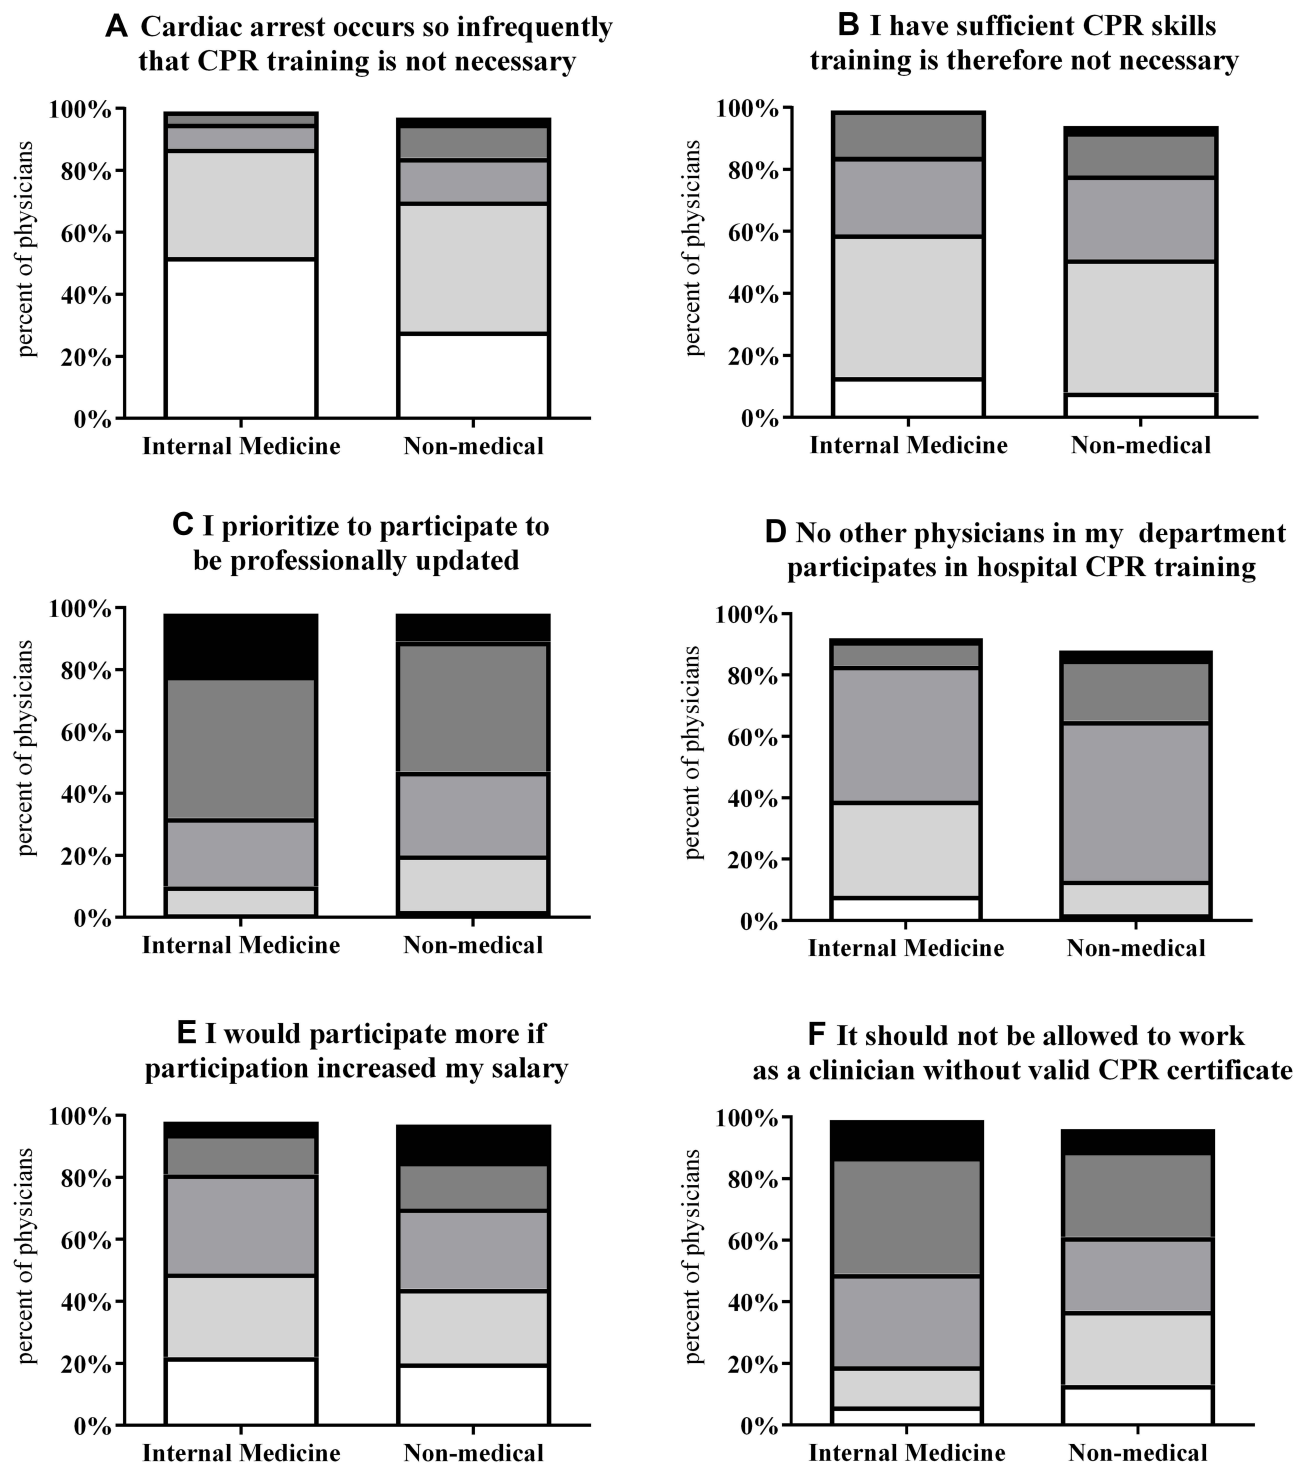 A Cardiac arrest occurs so infrequently
that CPR training is not necessary
percent of physicians
100%
80%
60%
40%
20%
0%
Internal Medicine
Non-medical
B I have sufficient CPR skills
training is therefore not necessary
percent of physicians
100%
80%
60%
40%
20%
0%
Internal Medicine
Non-medical
C I prioritize to participate to
be professionally updated
percent of physicians
100%
80%
60%
40%
20%
0%
Internal Medicine
Non-medical
D No other physicians in my department
participates in hospital CPR training
percent of physicians
100%
80%
60%
40%
20%
0%
Internal Medicine
Non-medical
E I would participate more if
participation increased my salary
percent of physicians
100%
80%
60%
40%
20%
0%
Internal Medicine
Non-medical
F It should not be allowed to work
as a clinician without valid CPR certificate
percent of physicians
100%
80%
60%
40%
20%
0%
Internal Medicine
Non-medical